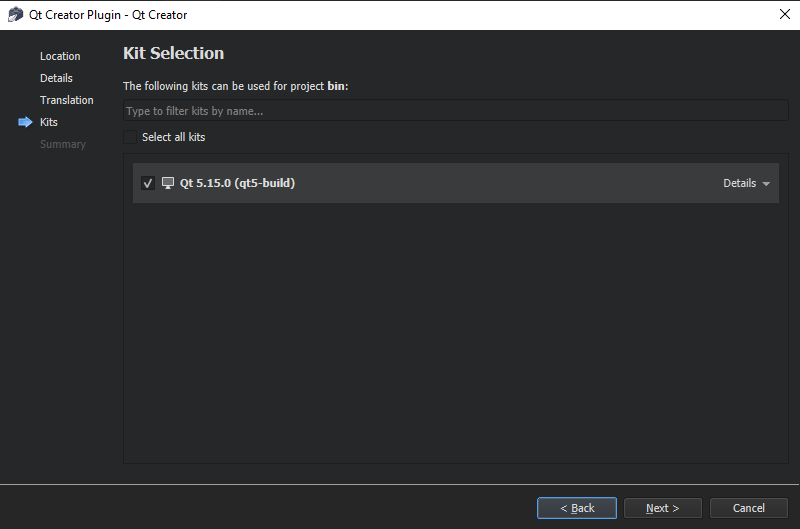 Qt Creator Plugin - Qt Creator
Location
Details
Translation
Kits
Summary
Kit Selection
The following kits can be used for project bin:
Type to filter kits by name...
Select all kits
Qt 5.15.0 (qt5-build)
Details
< Back
Next >
Cancel